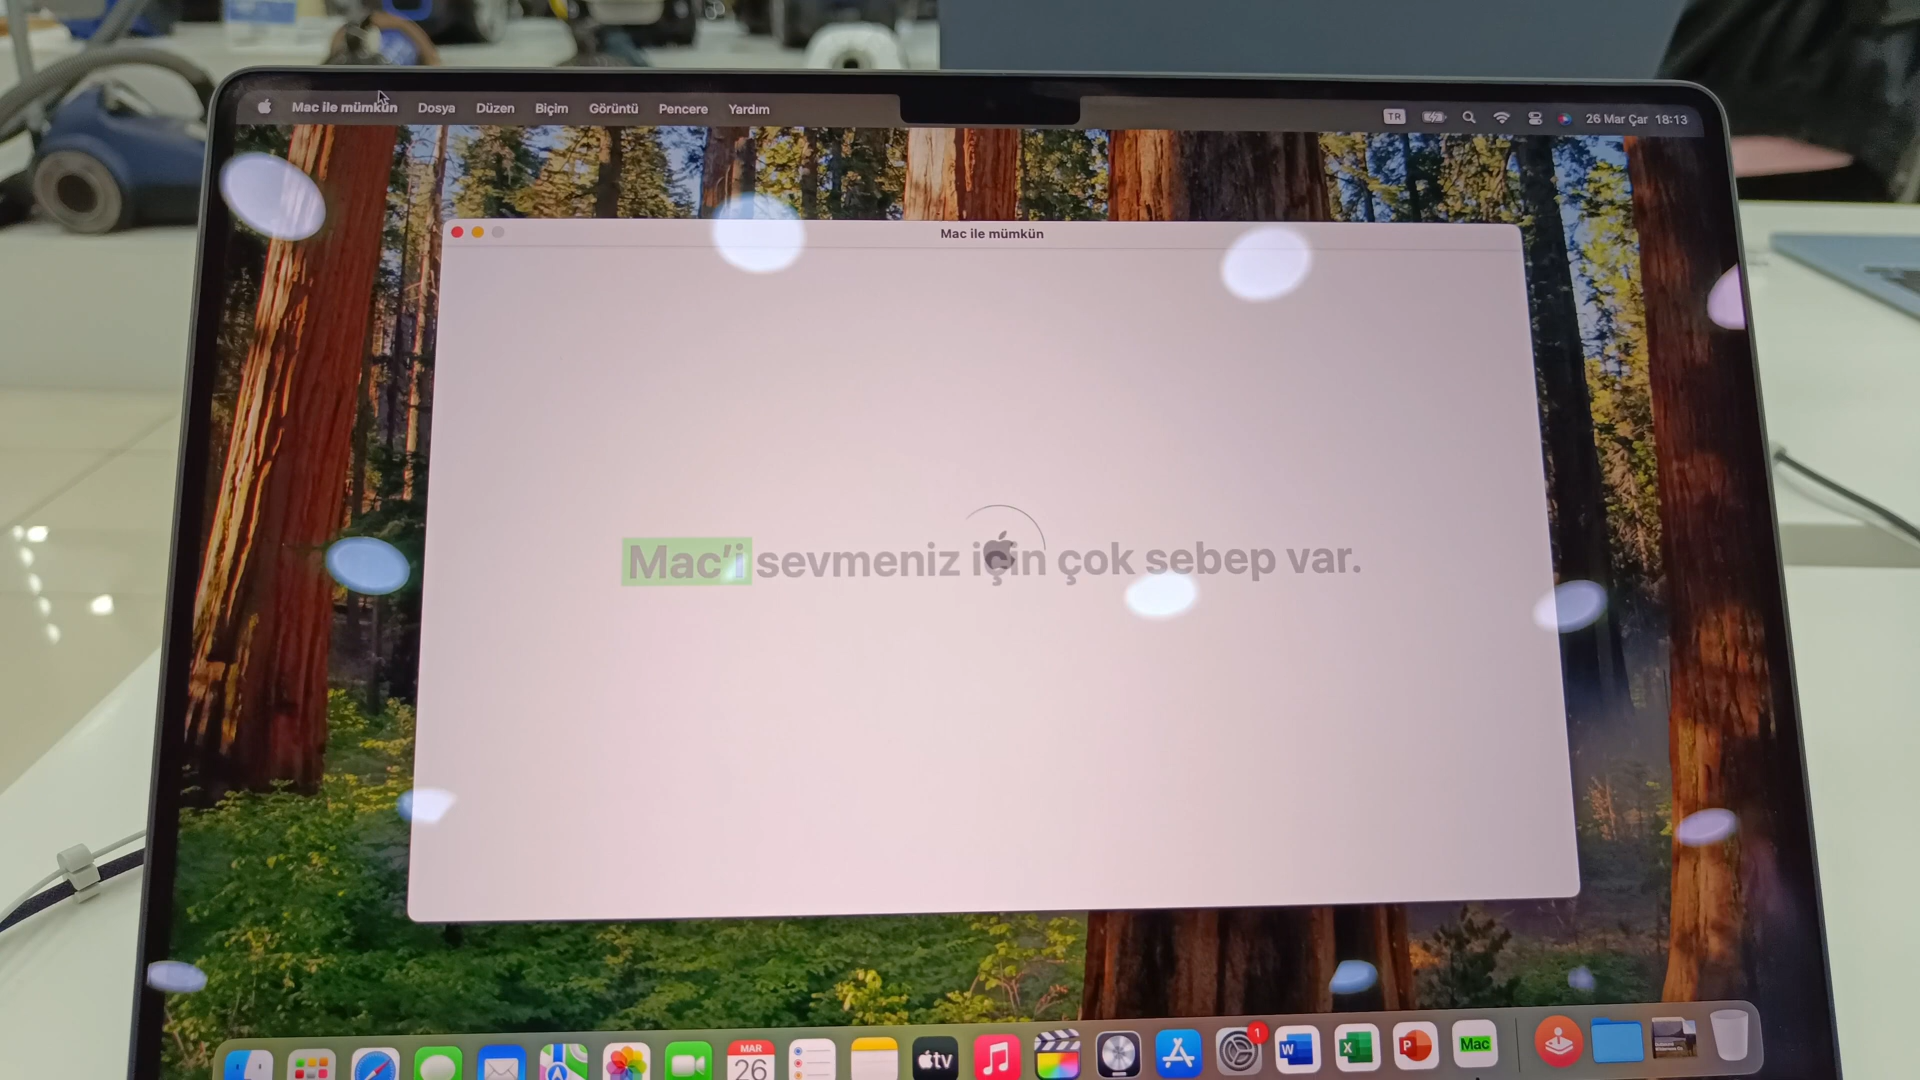 Mac ile mümkün Dosya Düzen Biçim Görüntü Pencere Yardım TR 26 Mar Çar 18:13
Mac ile mümkün
Mac'i sevmeniz için çok sebep var.
MAR
26
tv
1
W
X
P
Mac